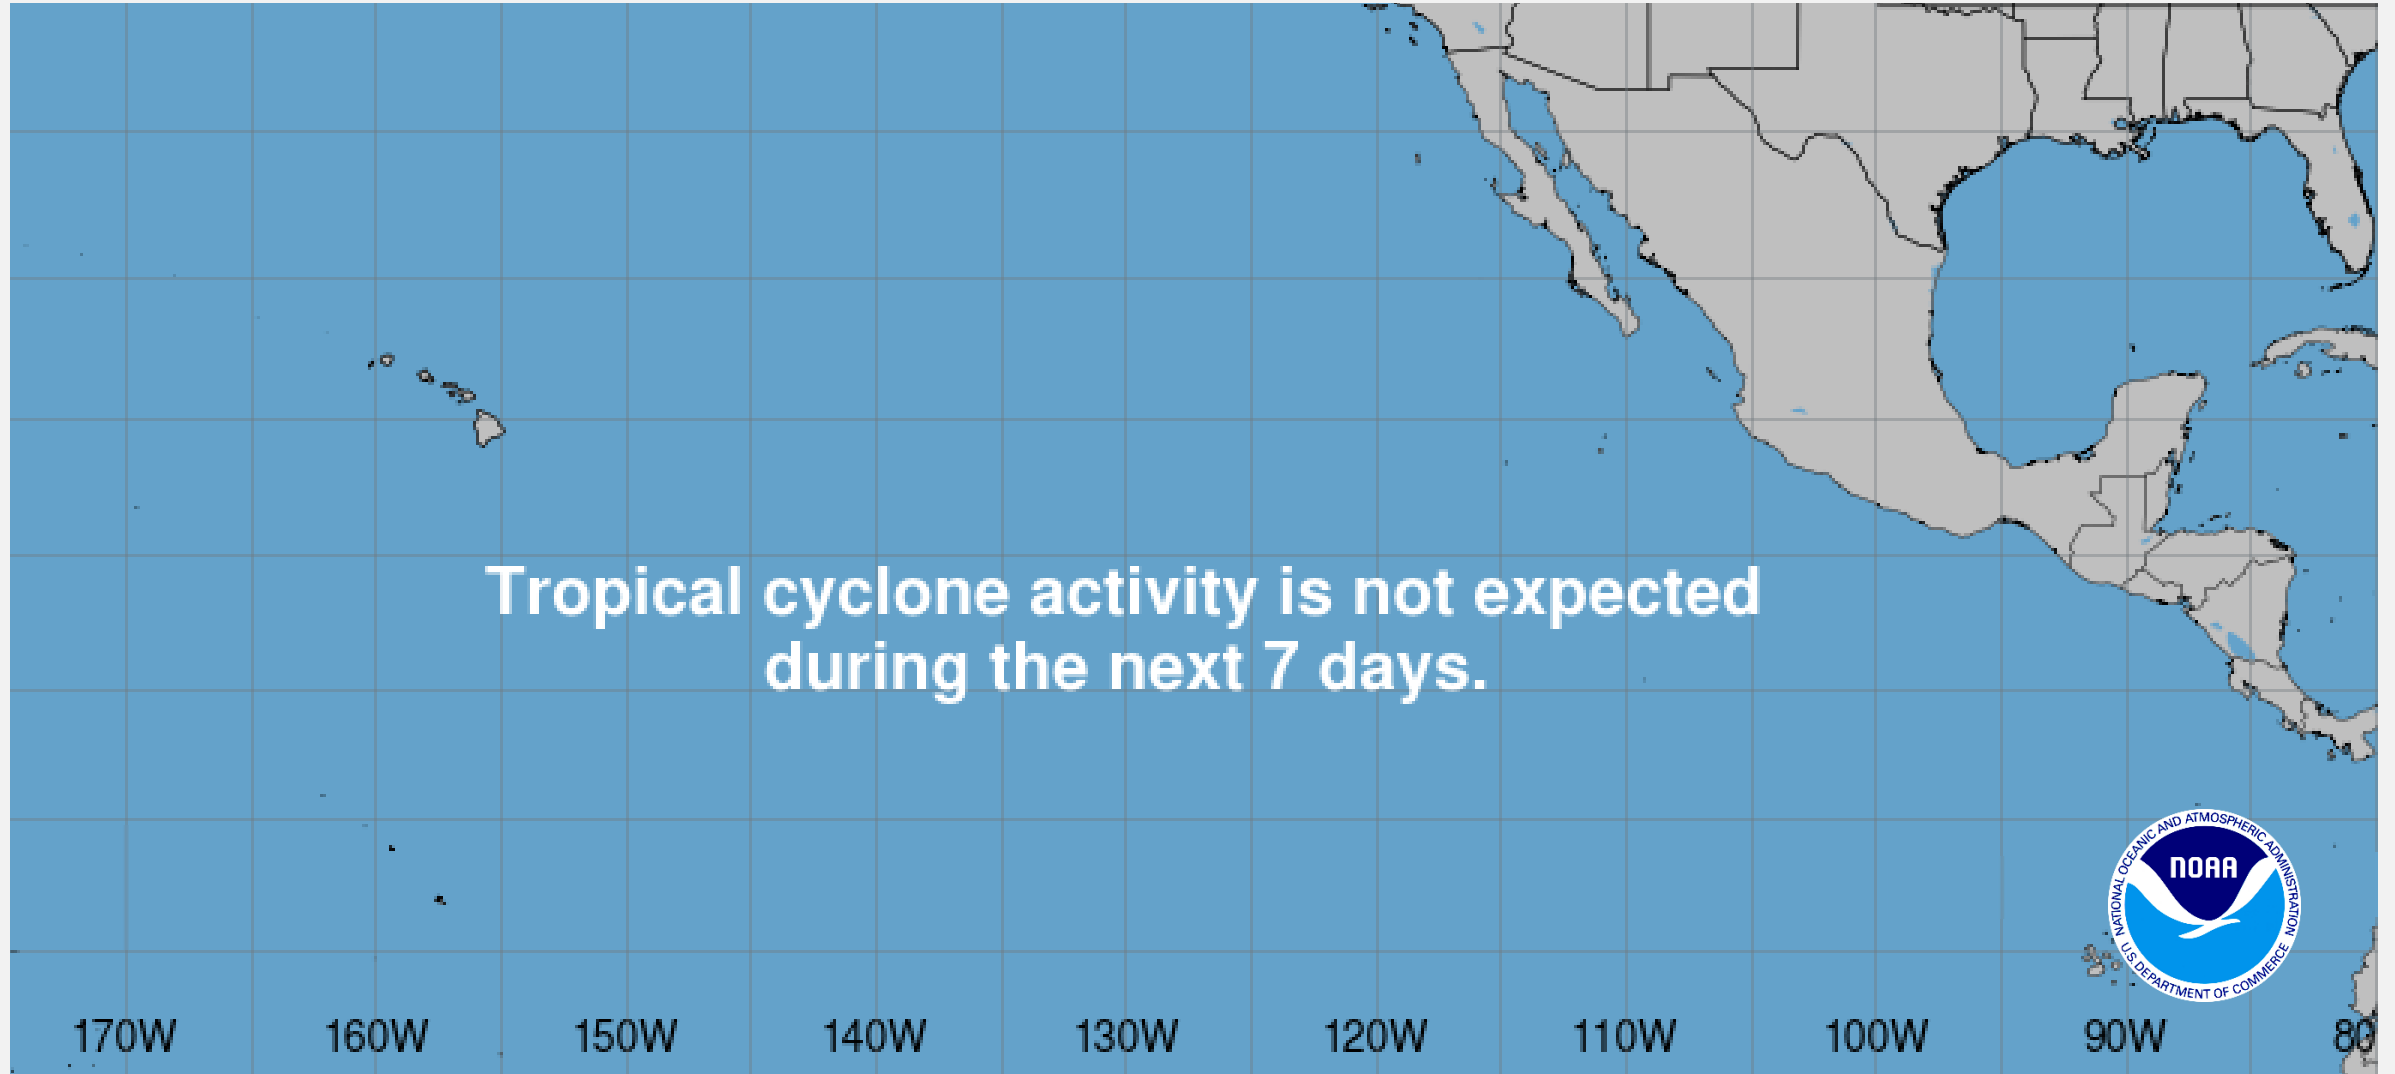 Tropical cyclone activity is not expected
during the next 7 days.
NATIONAL OCEANIC AND ATMOSPHERIC ADMINISTRATION
NOAA
U.S. DEPARTMENT OF COMMERCE
170W 160W 150W 140W 130W 120W 110W 100W 90W 80